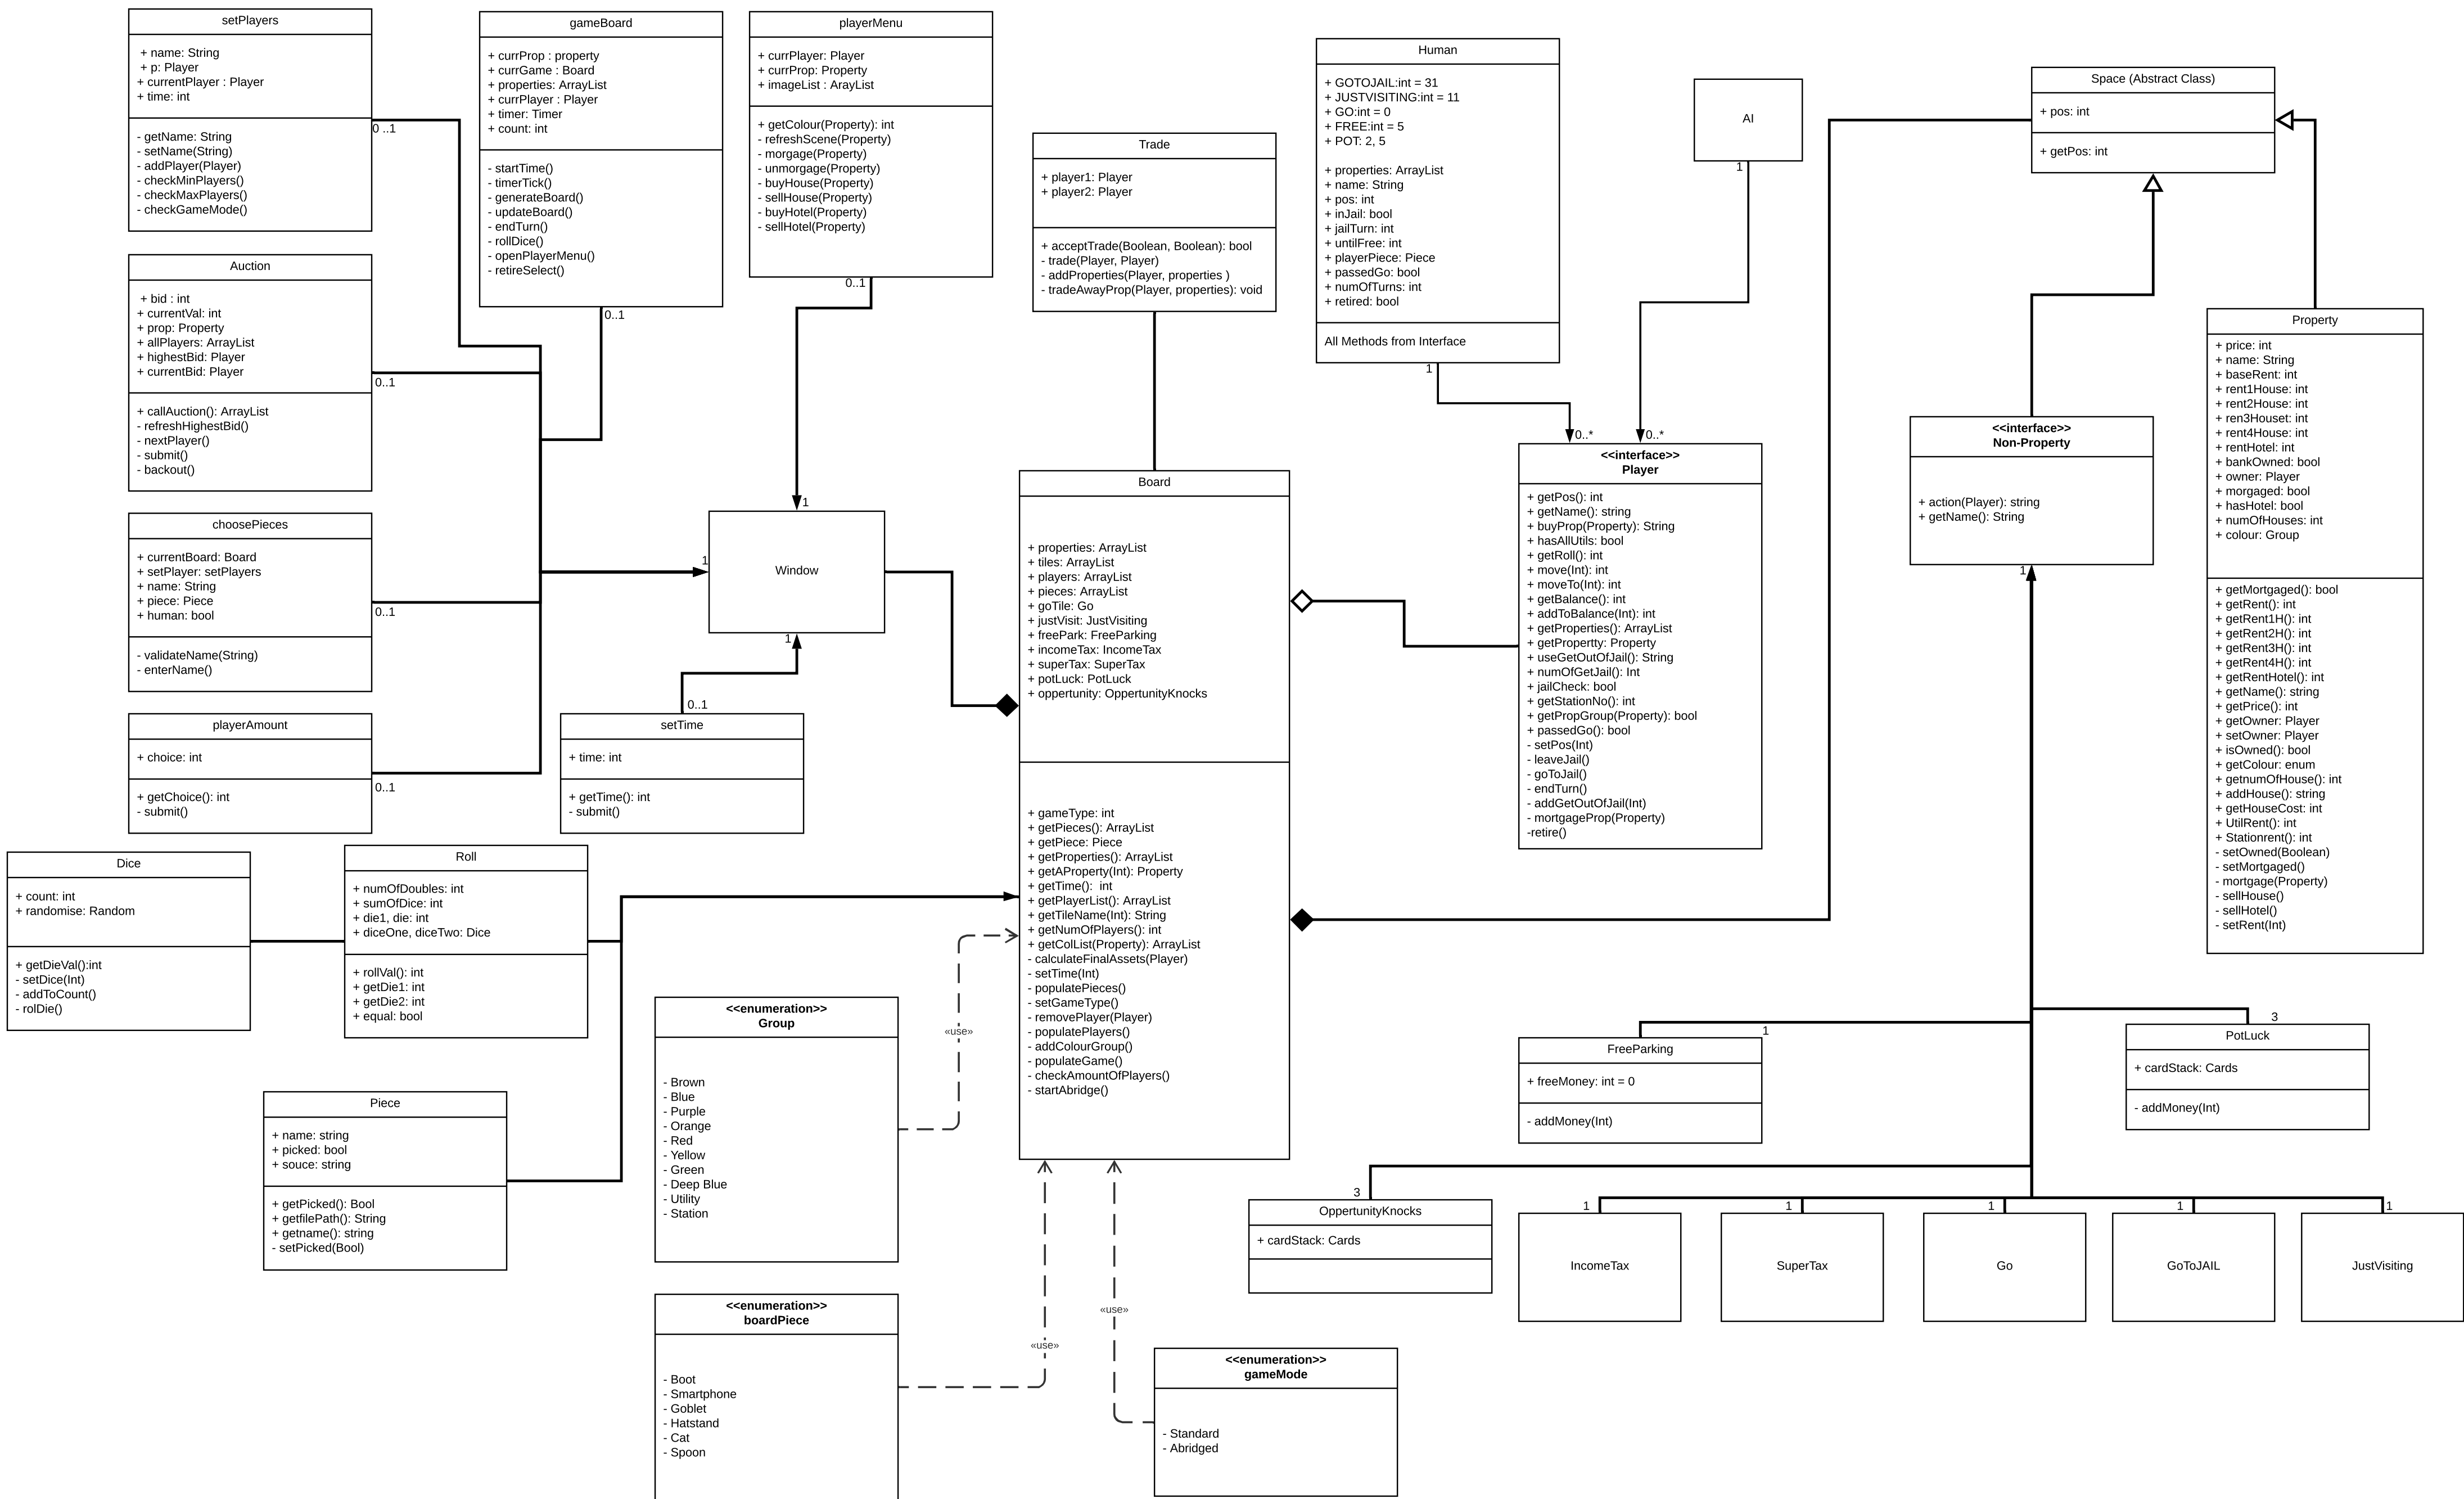 setPlayers
+ name: String
+ p: Player
+ currentPlayer : Player
+ time: int
- getName: String
- setName(String)
- addPlayer(Player)
- checkMinPlayers()
- checkMaxPlayers()
- checkGameMode()
0 ..1
gameBoard
+ currProp : property
+ currGame : Board
+ properties: ArrayList
+ currPlayer : Player
+ timer: Timer
+ count: int
- startTime()
- timerTick()
- generateBoard()
- updateBoard()
- endTurn()
- rollDice()
- openPlayerMenu()
- retireSelect()
0..1
playerMenu
+ currPlayer: Player
+ currProp: Property
+ imageList : ArayList
+ getColour(Property): int
- refreshScene(Property)
- morgage(Property)
- unmorgage(Property)
- buyHouse(Property)
- sellHouse(Property)
- buyHotel(Property)
- sellHotel(Property)
0..1
Trade
+ player1: Player
+ player2: Player
+ acceptTrade(Boolean, Boolean): bool
- trade(Player, Player)
- addProperties(Player, properties )
- tradeAwayProp(Player, properties): void
Human
+ GOTOJAIL:int = 31
+ JUSTVISITING:int = 11
+ GO:int = 0
+ FREE:int = 5
+ POT: 2, 5
+ properties: ArrayList
+ name: String
+ pos: int
+ inJail: bool
+ jailTurn: int
+ untilFree: int
+ playerPiece: Piece
+ passedGo: bool
+ numOfTurns: int
+ retired: bool
All Methods from Interface
1
0..*
AI
1
0..*
Space (Abstract Class)
+ pos: int
+ getPos: int
Auction
+ bid : int
+ currentVal: int
+ prop: Property
+ allPlayers: ArrayList
+ highestBid: Player
+ currentBid: Player
+ callAuction(): ArrayList
- refreshHighestBid()
- nextPlayer()
- submit()
- backout()
0..1
choosePieces
+ currentBoard: Board
+ setPlayer: setPlayers
+ name: String
+ piece: Piece
+ human: bool
- validateName(String)
- enterName()
0..1
playerAmount
+ choice: int
+ getChoice(): int
- submit()
0..1
Window
1
1
1
setTime
+ time: int
+ getTime(): int
- submit()
0..1
Board
+ properties: ArrayList
+ tiles: ArrayList
+ players: ArrayList
+ pieces: ArrayList
+ goTile: Go
+ justVisit: JustVisiting
+ freePark: FreeParking
+ incomeTax: IncomeTax
+ superTax: SuperTax
+ potLuck: PotLuck
+ oppertunity: OppertunityKnocks
+ gameType: int
+ getPieces(): ArrayList
+ getPiece: Piece
+ getProperties(): ArrayList
+ getAProperty(Int): Property
+ getTime():  int
+ getPlayerList(): ArrayList
+ getTileName(Int): String
+ getNumOfPlayers(): int
+ getColList(Property): ArrayList
- calculateFinalAssets(Player)
- setTime(Int)
- populatePieces()
- setGameType()
- removePlayer(Player)
- populatePlayers()
- addColourGroup()
- populateGame()
- checkAmountOfPlayers()
- startAbridge()
<<interface>>
Player
+ getPos(): int
+ getName(): string
+ buyProp(Property): String
+ hasAllUtils: bool
+ getRoll(): int
+ move(Int): int
+ moveTo(Int): int
+ getBalance(): int
+ addToBalance(Int): int
+ getProperties(): ArrayList
+ getPropertty: Property
+ useGetOutOfJail(): String
+ numOfGetJail(): Int
+ jailCheck: bool
+ getStationNo(): int
+ getPropGroup(Property): bool
+ passedGo(): bool
- setPos(Int)
- leaveJail()
- goToJail()
- endTurn()
- addGetOutOfJail(Int)
- mortgageProp(Property)
-retire()
<<interface>>
Non-Property
+ action(Player): string
+ getName(): String
1
Property
+ price: int
+ name: String
+ baseRent: int
+ rent1House: int
+ rent2House: int
+ ren3Houset: int
+ rent4House: int
+ rentHotel: int
+ bankOwned: bool
+ owner: Player
+ morgaged: bool
+ hasHotel: bool
+ numOfHouses: int
+ colour: Group
+ getMortgaged(): bool
+ getRent(): int
+ getRent1H(): int
+ getRent2H(): int
+ getRent3H(): int
+ getRent4H(): int
+ getRentHotel(): int
+ getName(): string
+ getPrice(): int
+ getOwner: Player
+ setOwner: Player
+ isOwned(): bool
+ getColour: enum
+ getnumOfHouse(): int
+ addHouse(): string
+ getHouseCost: int
+ UtilRent(): int
+ Stationrent(): int
- setOwned(Boolean)
- setMortgaged()
- mortgage(Property)
- sellHouse()
- sellHotel()
- setRent(Int)
Dice
+ count: int
+ randomise: Random
+ getDieVal():int
- setDice(Int)
- addToCount()
- rolDie()
Roll
+ numOfDoubles: int
+ sumOfDice: int
+ die1, die: int
+ diceOne, diceTwo: Dice
+ rollVal(): int
+ getDie1: int
+ getDie2: int
+ equal: bool
Piece
+ name: string
+ picked: bool
+ souce: string
+ getPicked(): Bool
+ getfilePath(): String
+ getname(): string
- setPicked(Bool)
<<enumeration>>
Group
- Brown
- Blue
- Purple
- Orange
- Red
- Yellow
- Green
- Deep Blue
- Utility
- Station
«use»
<<enumeration>>
boardPiece
- Boot
- Smartphone
- Goblet
- Hatstand
- Cat
- Spoon
«use»
«use»
<<enumeration>>
gameMode
- Standard
- Abridged
FreeParking
+ freeMoney: int = 0
- addMoney(Int)
1
PotLuck
+ cardStack: Cards
- addMoney(Int)
3
OppertunityKnocks
+ cardStack: Cards
3
1
IncomeTax
1
SuperTax
1
Go
1
GoToJAIL
1
JustVisiting